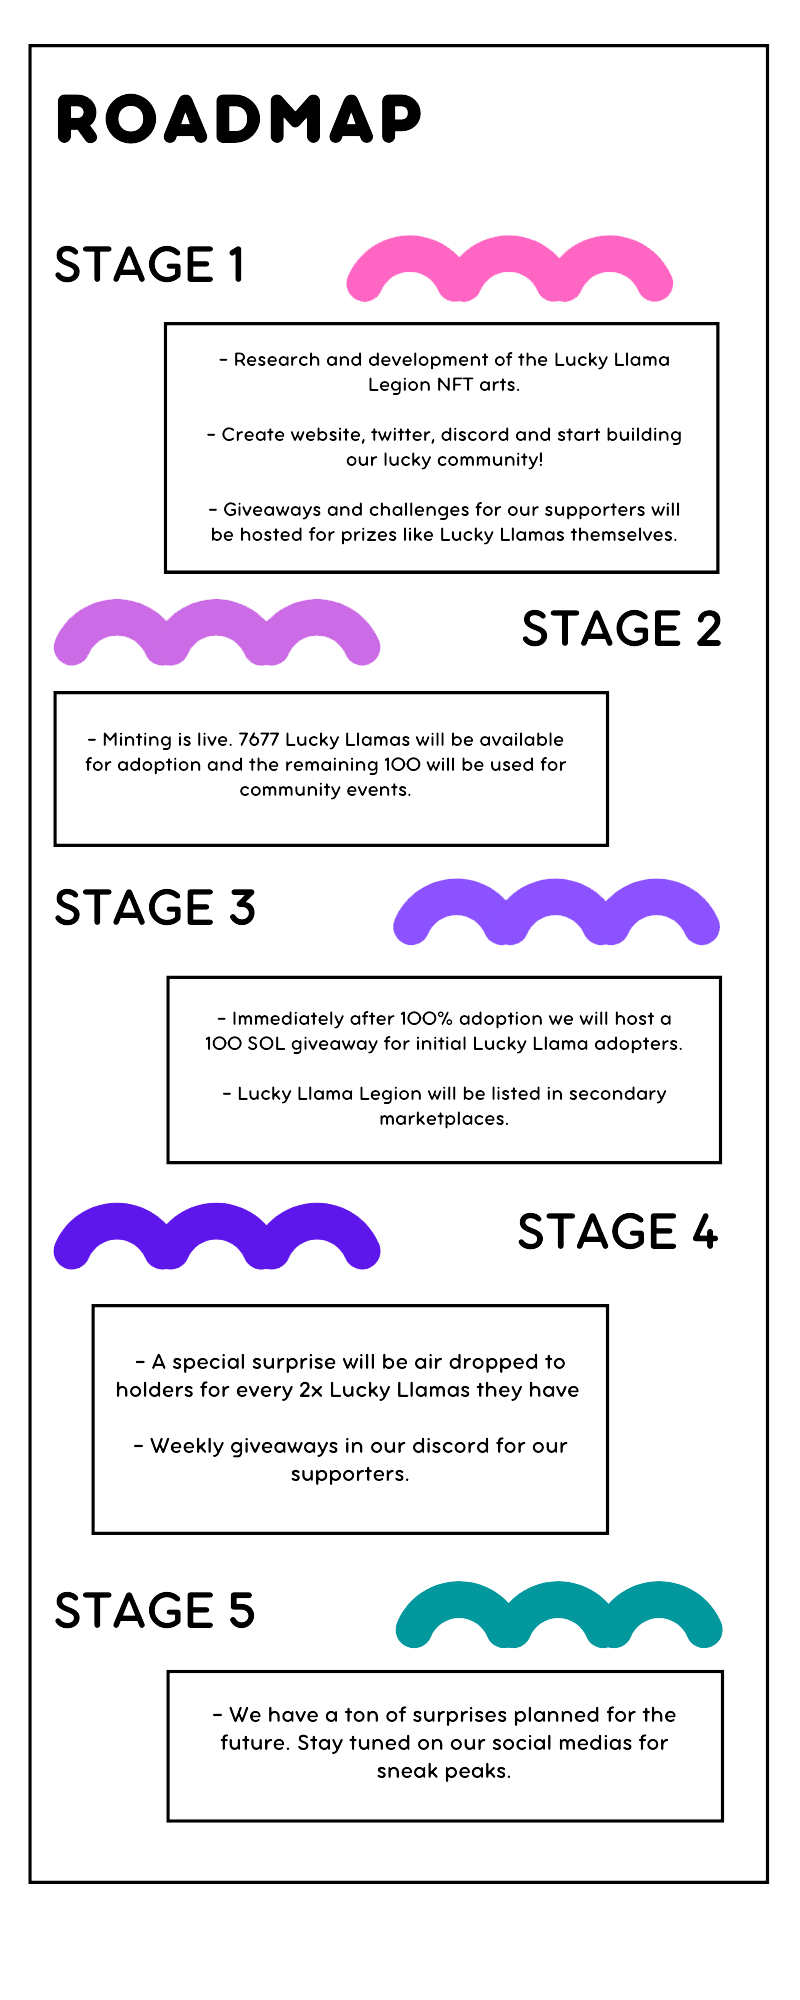 ROADMAP
STAGE 1
- Research and development of the Lucky Llama
Legion NFT arts.
- Create website, twitter, discord and start building
our lucky community!
- Giveaways and challenges for our supporters will
be hosted for prizes like Lucky Llamas themselves.
STAGE 2
- Minting is live. 7677 Lucky Llamas will be available
for adoption and the remaining 100 will be used for
community events.
STAGE 3
- Immediately after 100% adoption we will host a
100 SOL giveaway for initial Lucky Llama adopters.
- Lucky Llama Legion will be listed in secondary
marketplaces.
STAGE 4
- A special surprise will be air dropped to
holders for every 2x Lucky Llamas they have
- Weekly giveaways in our discord for our
supporters.
STAGE 5
- We have a ton of surprises planned for the
future. Stay tuned on our social medias for
sneak peaks.